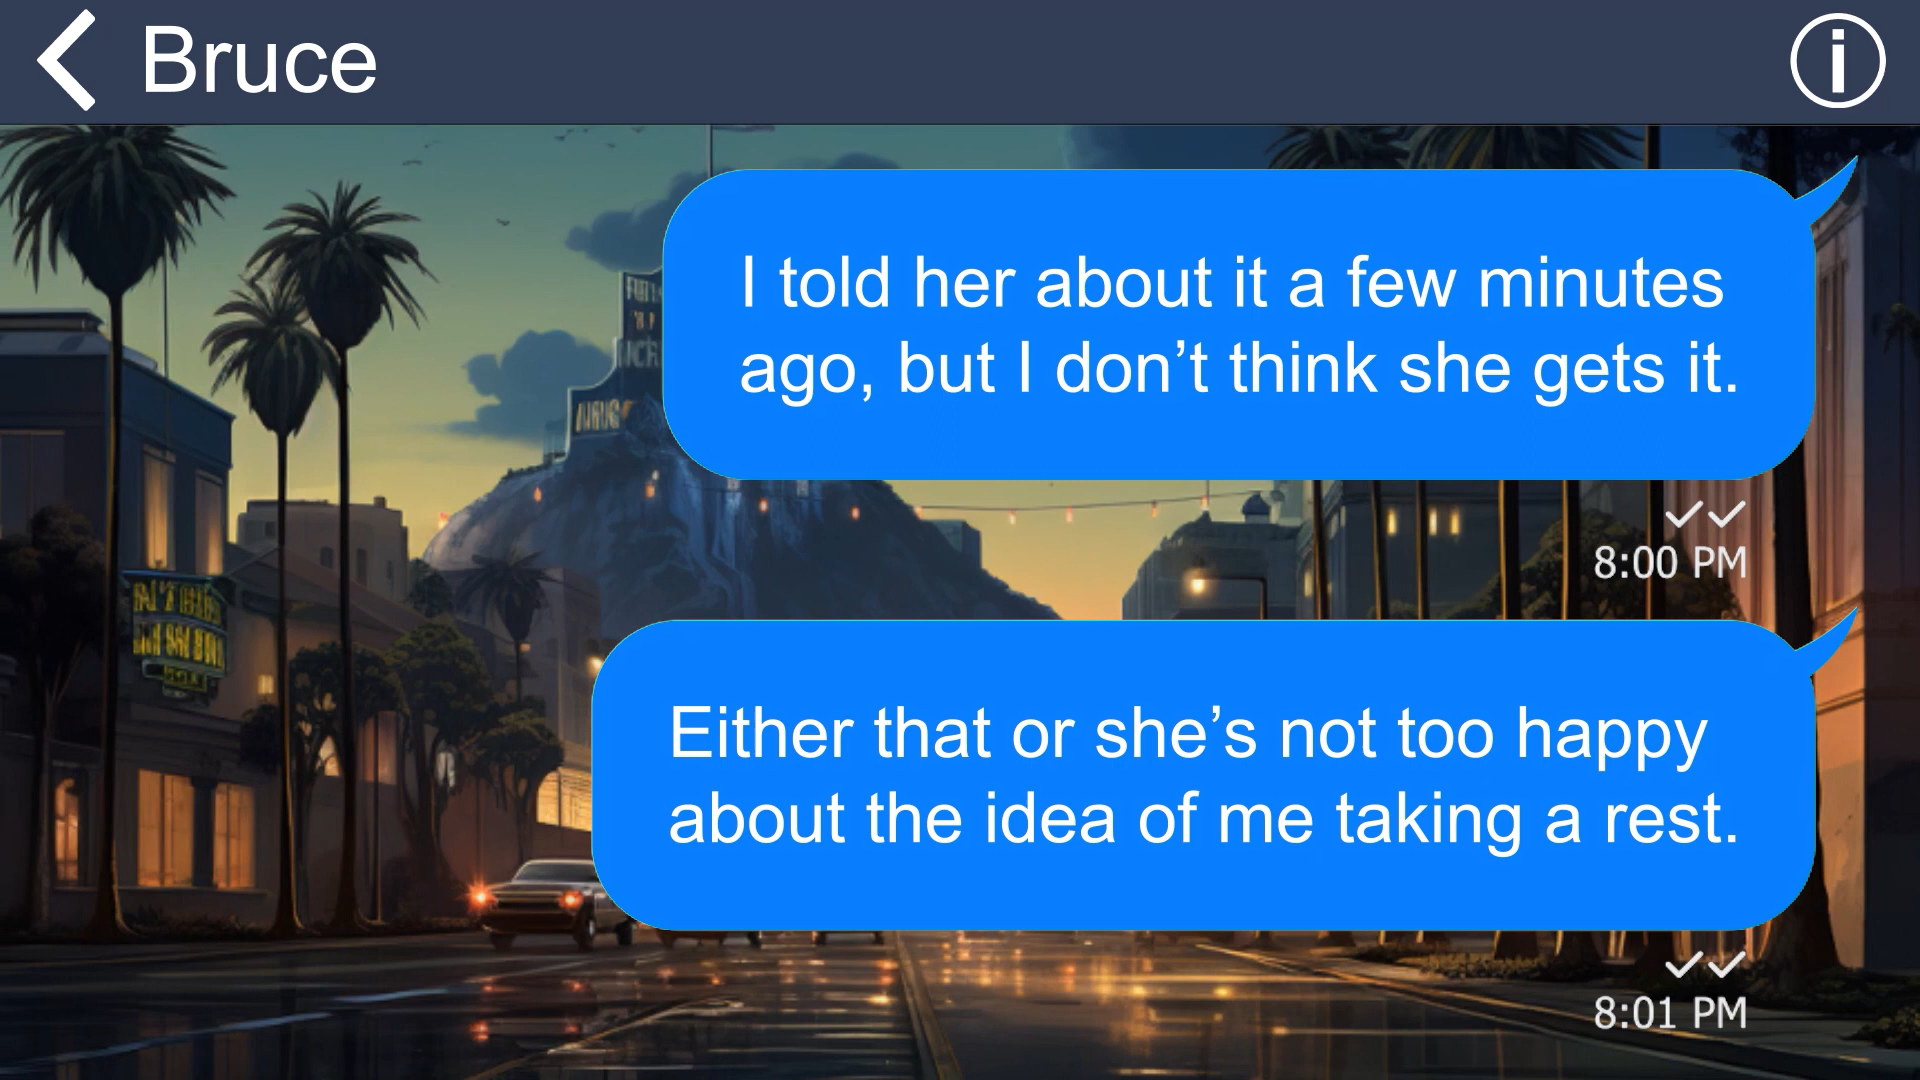 Bruce
I told her about it a few minutes
ago, but I don’t think she gets it.
8:00 PM
Either that or she’s not too happy
about the idea of me taking a rest.
8:01 PM